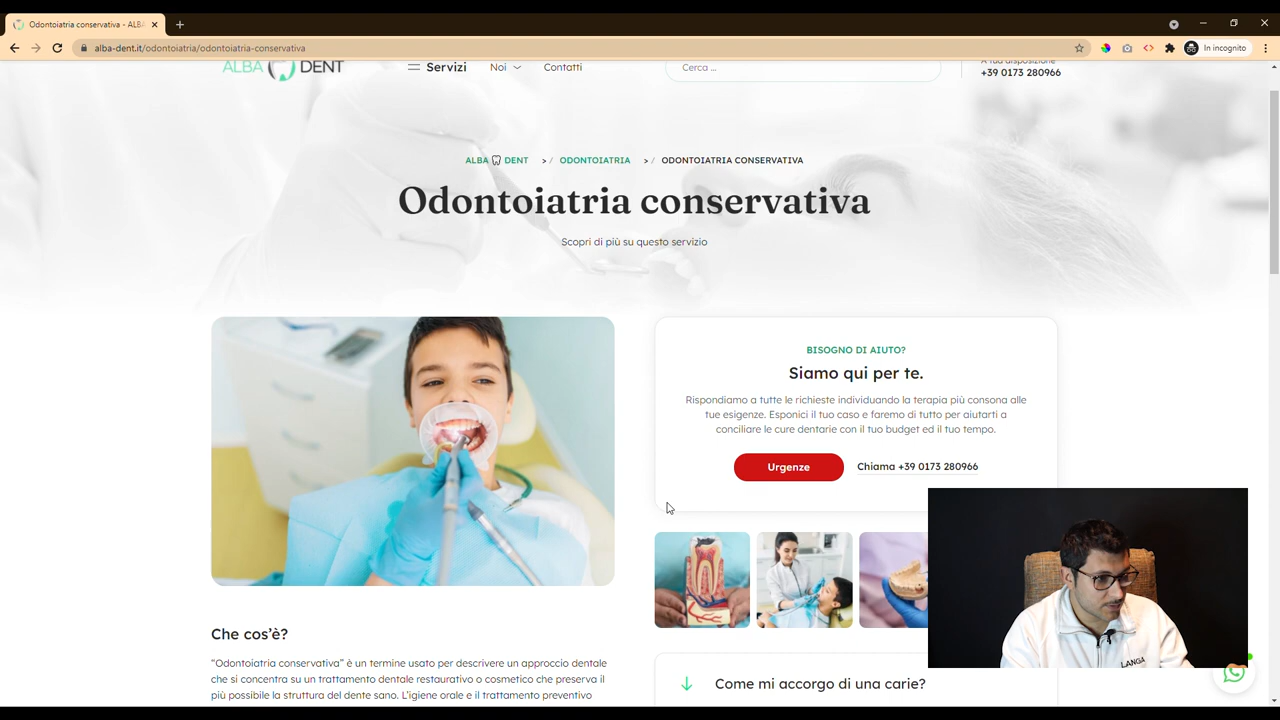 Odontoiatria conservativa - ALBA
alba-dent.it/odontoiatria/odontoiatria-conservativa
In incognito
ALBA DENT
Servizi
Noi
Contatti
Cerca ...
A tua disposizione
+39 0173 280966
ALBA DENT > / ODONTOIATRIA > / ODONTOIATRIA CONSERVATIVA
Odontoiatria conservativa
Scopri di più su questo servizio
BISOGNO DI AIUTO?
Siamo qui per te.
Rispondiamo a tutte le richieste individuando la terapia più consona alle
tue esigenze. Esponici il tuo caso e faremo di tutto per aiutarti a
conciliare le cure dentarie con il tuo budget ed il tuo tempo.
Urgenze
Chiama +39 0173 280966
Che cos'è?
“Odontoiatria conservativa” è un termine usato per descrivere un approccio dentale
che si concentra su un trattamento dentale restaurativo o cosmetico che preserva il
più possibile la struttura del dente sano. L'igiene orale e il trattamento preventivo
Come mi accorgo di una carie?
LANGA